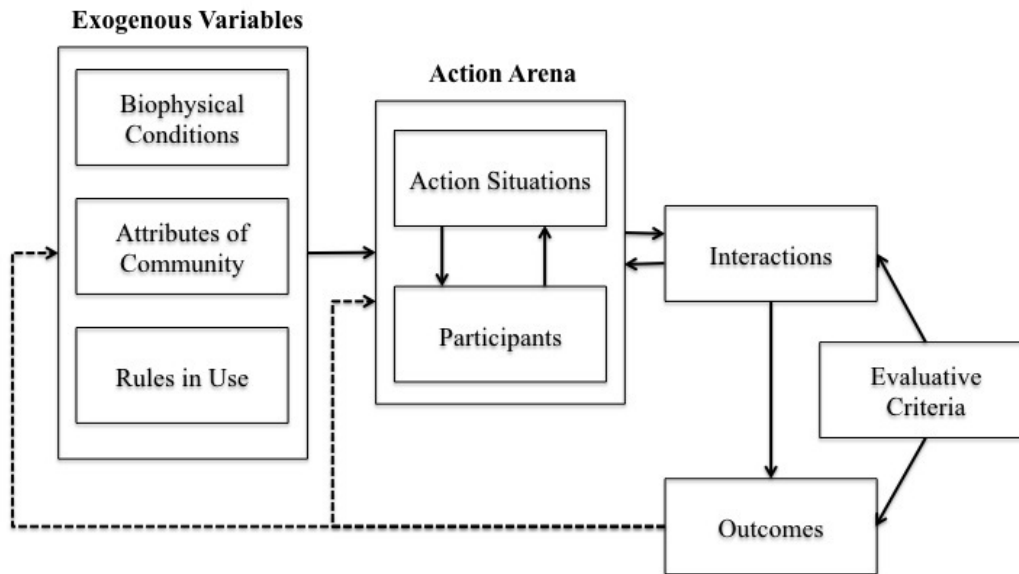 Exogenous Variables
Biophysical
Conditions
Attributes of
Community
Rules in Use
Action Arena
Action Situations
Participants
Interactions
Evaluative
Criteria
Outcomes